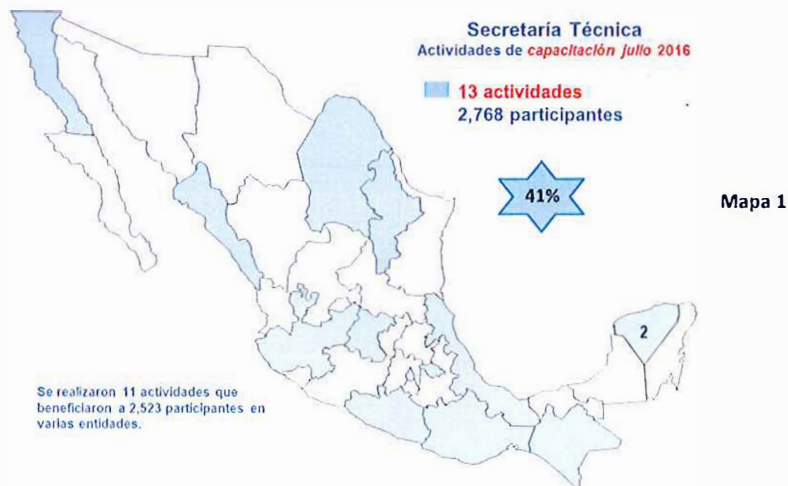 Secretaría Técnica
Actividades de capacitación julio 2016
13 actividades
2,768 participantes
41%
Mapa 1
2
Se realizaron 11 actividades que
beneficiaron a 2,523 participantes en
varias entidades.